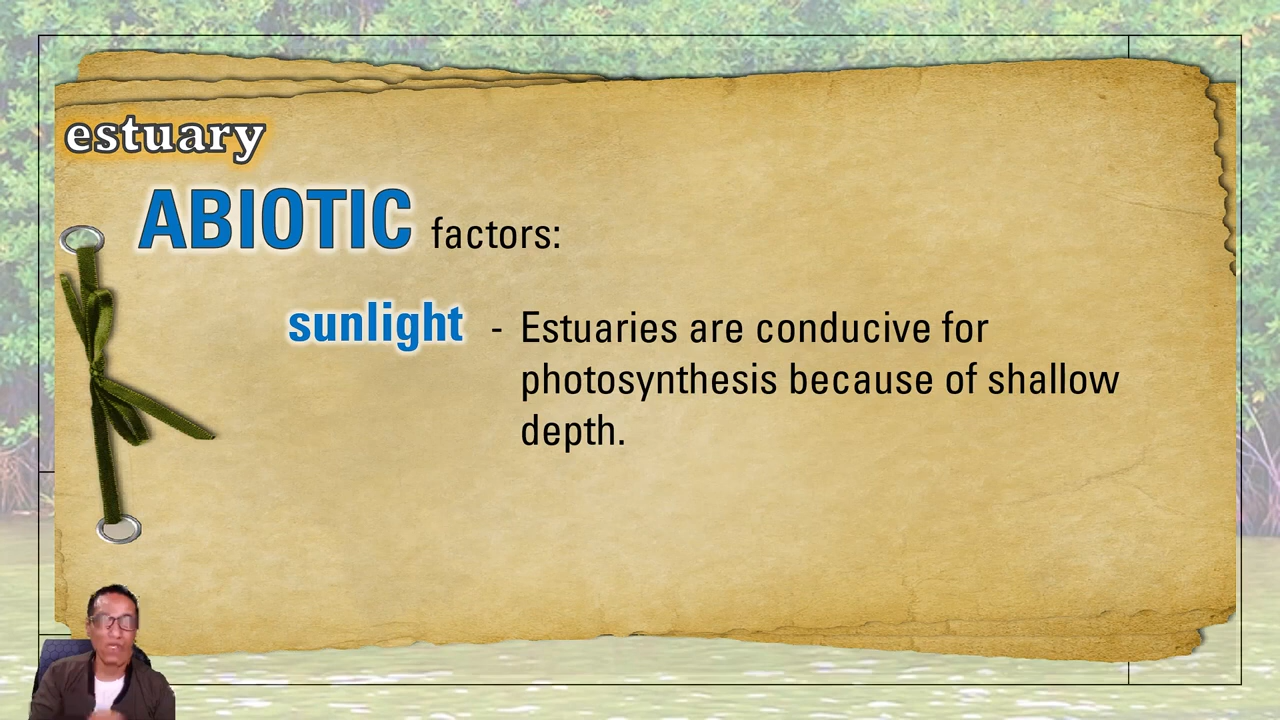 estuary
ABIOTIC factors:
sunlight - Estuaries are conducive for
photosynthesis because of shallow
depth.